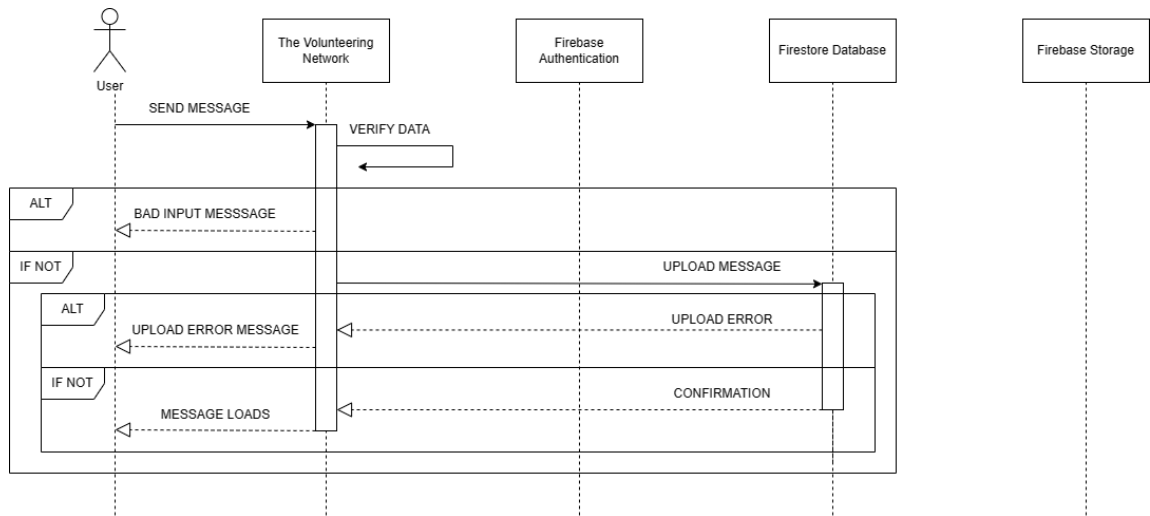 The Volunteering
Network
Firebase
Authentication
Firestore Database
Firebase Storage
User
SEND MESSAGE
VERIFY DATA
ALT
BAD INPUT MESSSAGE
IF NOT
UPLOAD MESSAGE
ALT
UPLOAD ERROR
UPLOAD ERROR MESSAGE
IF NOT
CONFIRMATION
MESSAGE LOADS